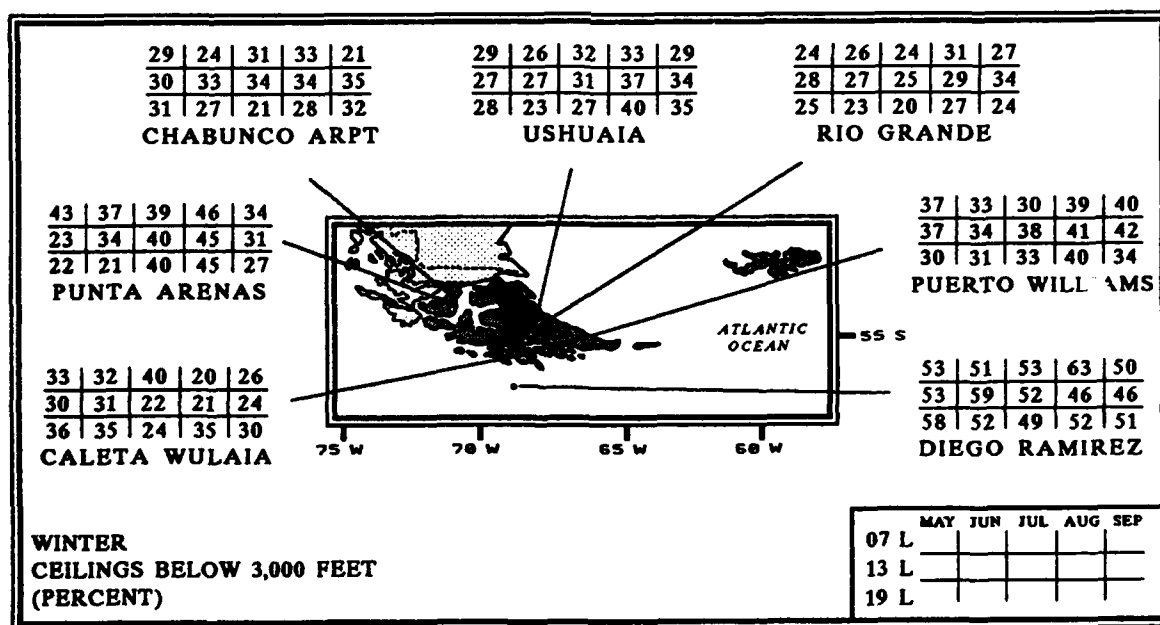 29 24 31 33 21
30 33 34 34 35
31 27 21 28 32
CHABUNCO ARPT
29 26 32 33 29
27 27 31 37 34
28 23 27 40 35
USHUAIA
24 26 24 31 27
28 27 25 29 34
25 23 20 27 24
RIO GRANDE
43 37 39 46 34
23 34 40 45 31
22 21 40 45 27
PUNTA ARENAS
37 33 30 39 40
37 34 38 41 42
30 31 33 40 34
PUERTO
ATLANTIC
OCEAN
55 S
33 32 40 20 26
30 31 22 21 24
36 35 24 35 30
CALETA WULAIA
53 51 53 63 50
53 59 52 46 46
58 52 49 52 51
DIEGO RAMIREZ
75 W 70 W 65 W 60 W
WINTER
CEILINGS BELOW 3,000 FEET
(PERCENT)
MAY JUN JUL AUG SEP
07 L
13 L
19 L